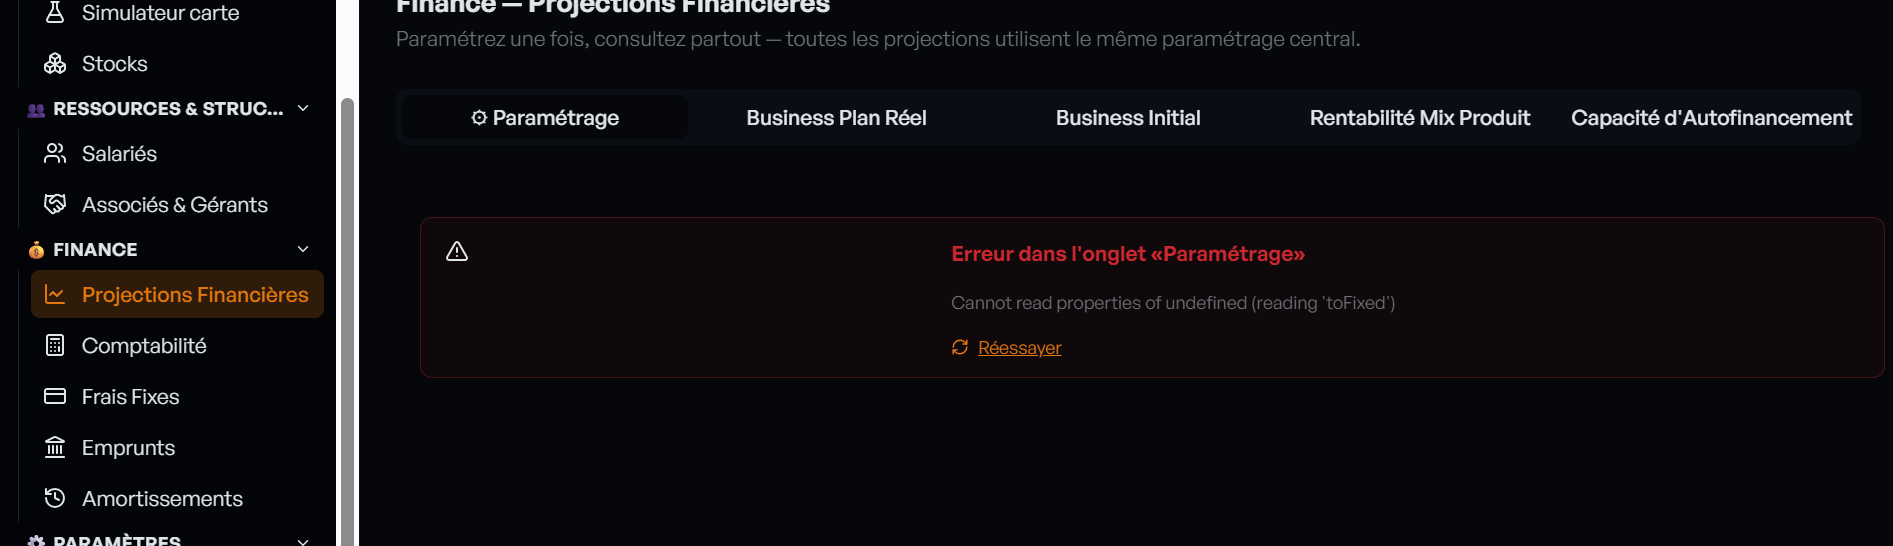 Simulateur carte
Stocks
RESSOURCES & STRUC...
Salariés
Associés & Gérants
FINANCE
Projections Financières
Comptabilité
Frais Fixes
Emprunts
Amortissements
PARAMÈTRES
Finance — Projections Financières
Paramétrez une fois, consultez partout — toutes les projections utilisent le même paramétrage central.
Paramétrage
Business Plan Réel
Business Initial
Rentabilité Mix Produit
Capacité d'Autofinancement
Erreur dans l'onglet «Paramétrage»
Cannot read properties of undefined (reading 'toFixed')
Réessayer